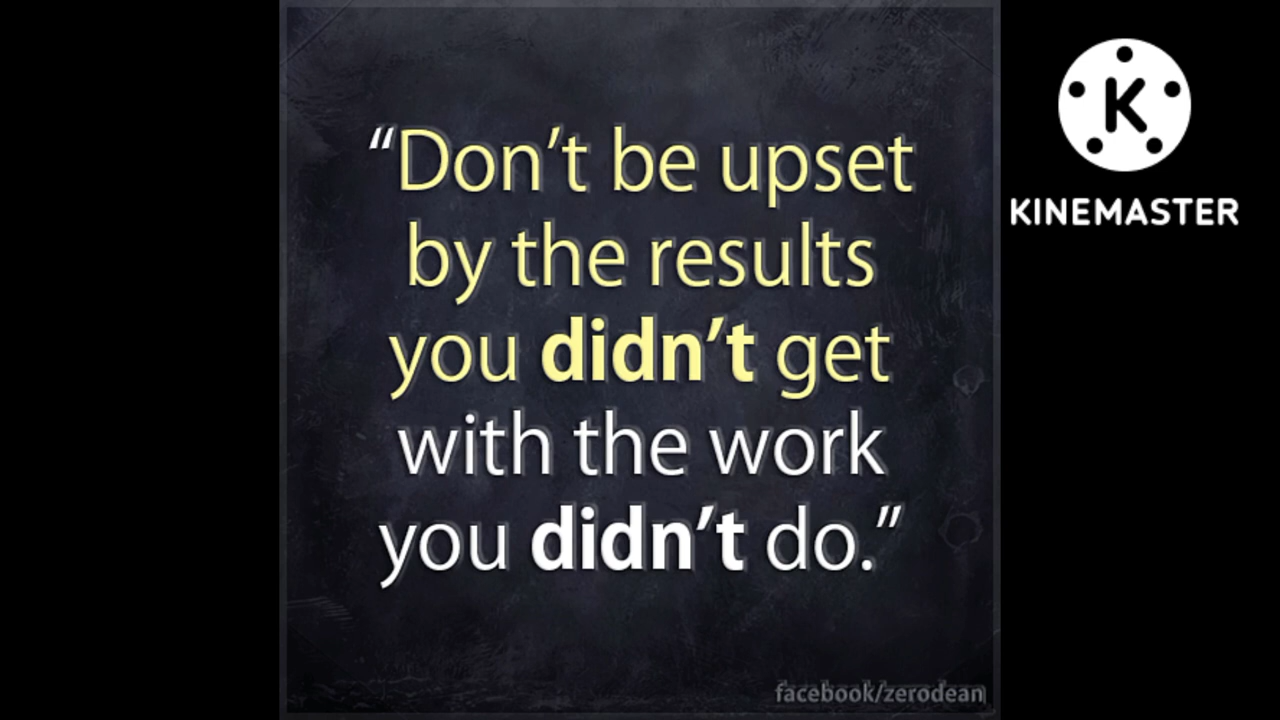 “Don’t be upset
by the results
you didn’t get
with the work
you didn’t do.”
facebook/zerodean
K
KINEMASTER